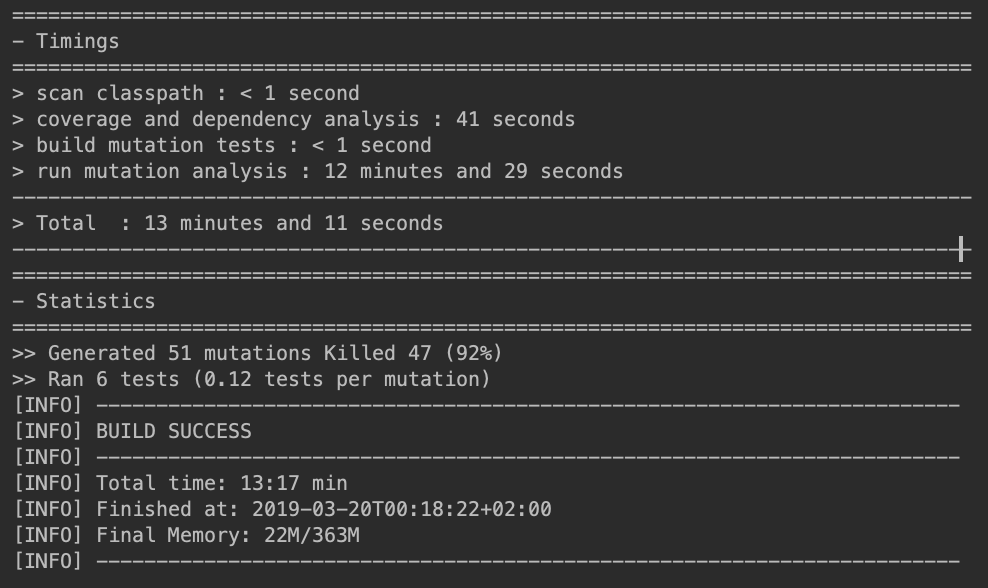 ================================================================================
- Timings
================================================================================
> scan classpath : < 1 second
> coverage and dependency analysis : 41 seconds
> build mutation tests : < 1 second
> run mutation analysis : 12 minutes and 29 seconds
--------------------------------------------------------------------------------
> Total  : 13 minutes and 11 seconds
--------------------------------------------------------------------------------
================================================================================
- Statistics
================================================================================
>> Generated 51 mutations Killed 47 (92%)
>> Ran 6 tests (0.12 tests per mutation)
[INFO] ------------------------------------------------------------------------
[INFO] BUILD SUCCESS
[INFO] ------------------------------------------------------------------------
[INFO] Total time: 13:17 min
[INFO] Finished at: 2019-03-20T00:18:22+02:00
[INFO] Final Memory: 22M/363M
[INFO] ------------------------------------------------------------------------